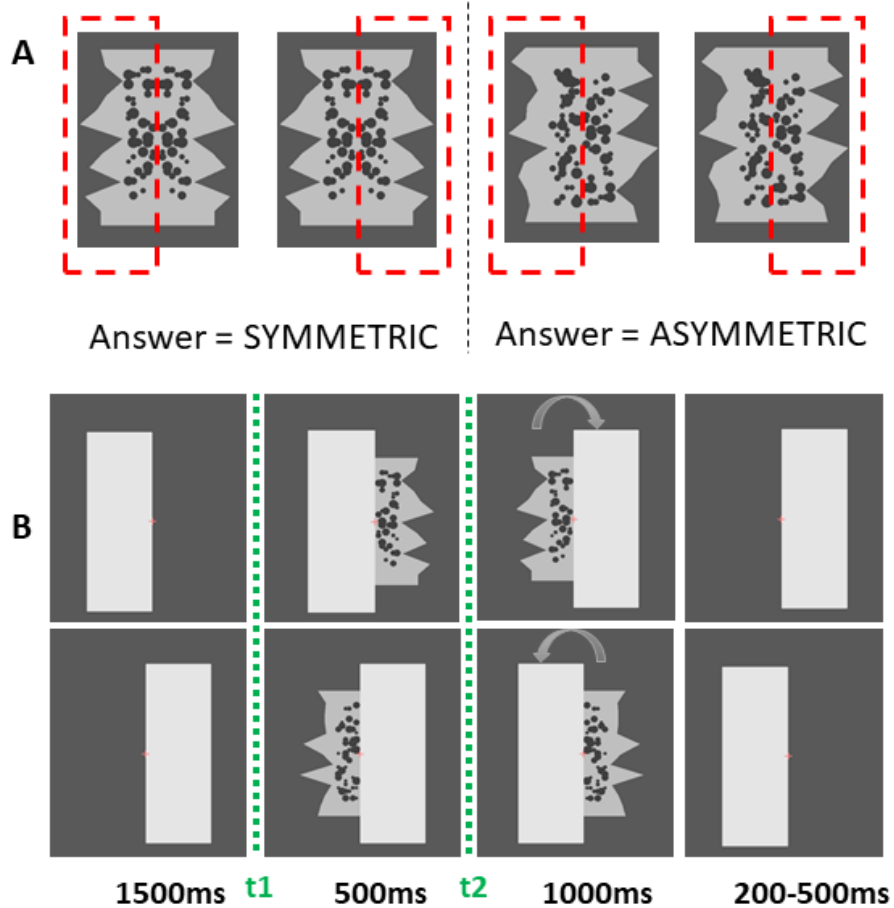 A
Answer = SYMMETRIC
Answer = ASYMMETRIC
B
1500ms
t1
500ms
t2
1000ms
200-500ms